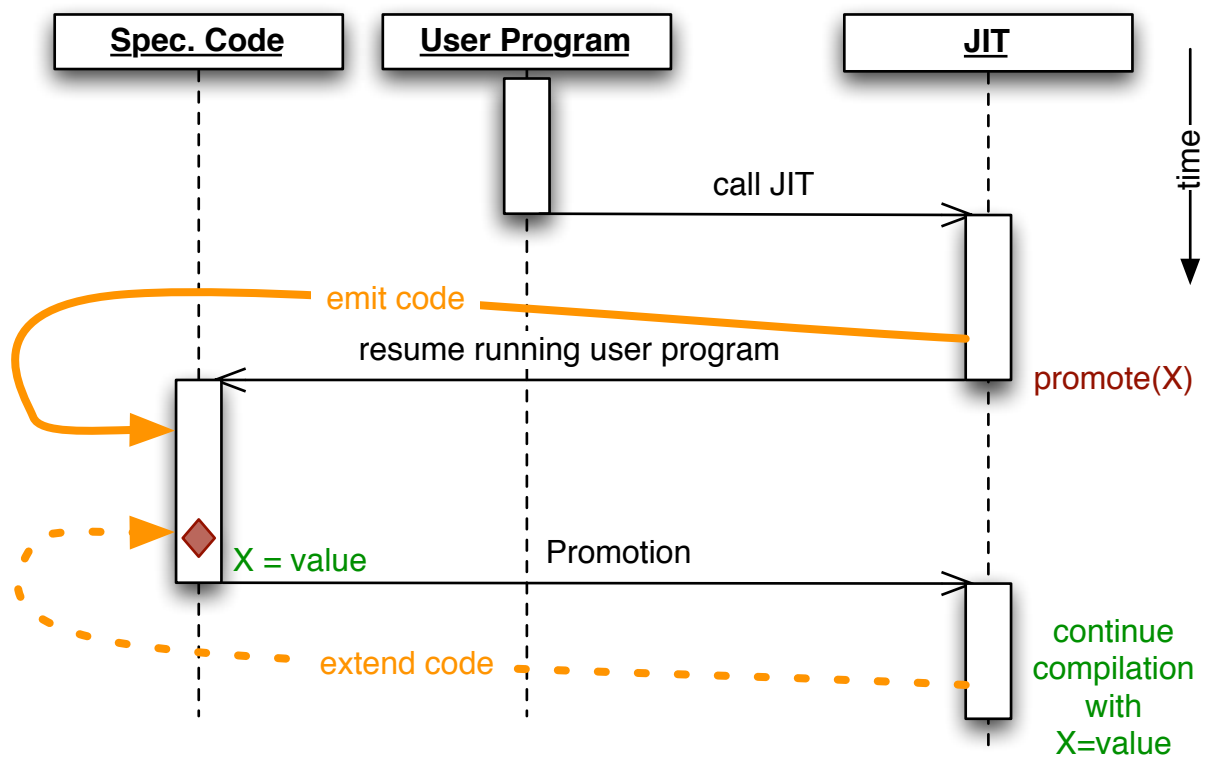 Spec. Code
User Program
JIT
time
call JIT
emit code
resume running user program
promote(X)
X = value
Promotion
extend code
continue
compilation
with
X=value